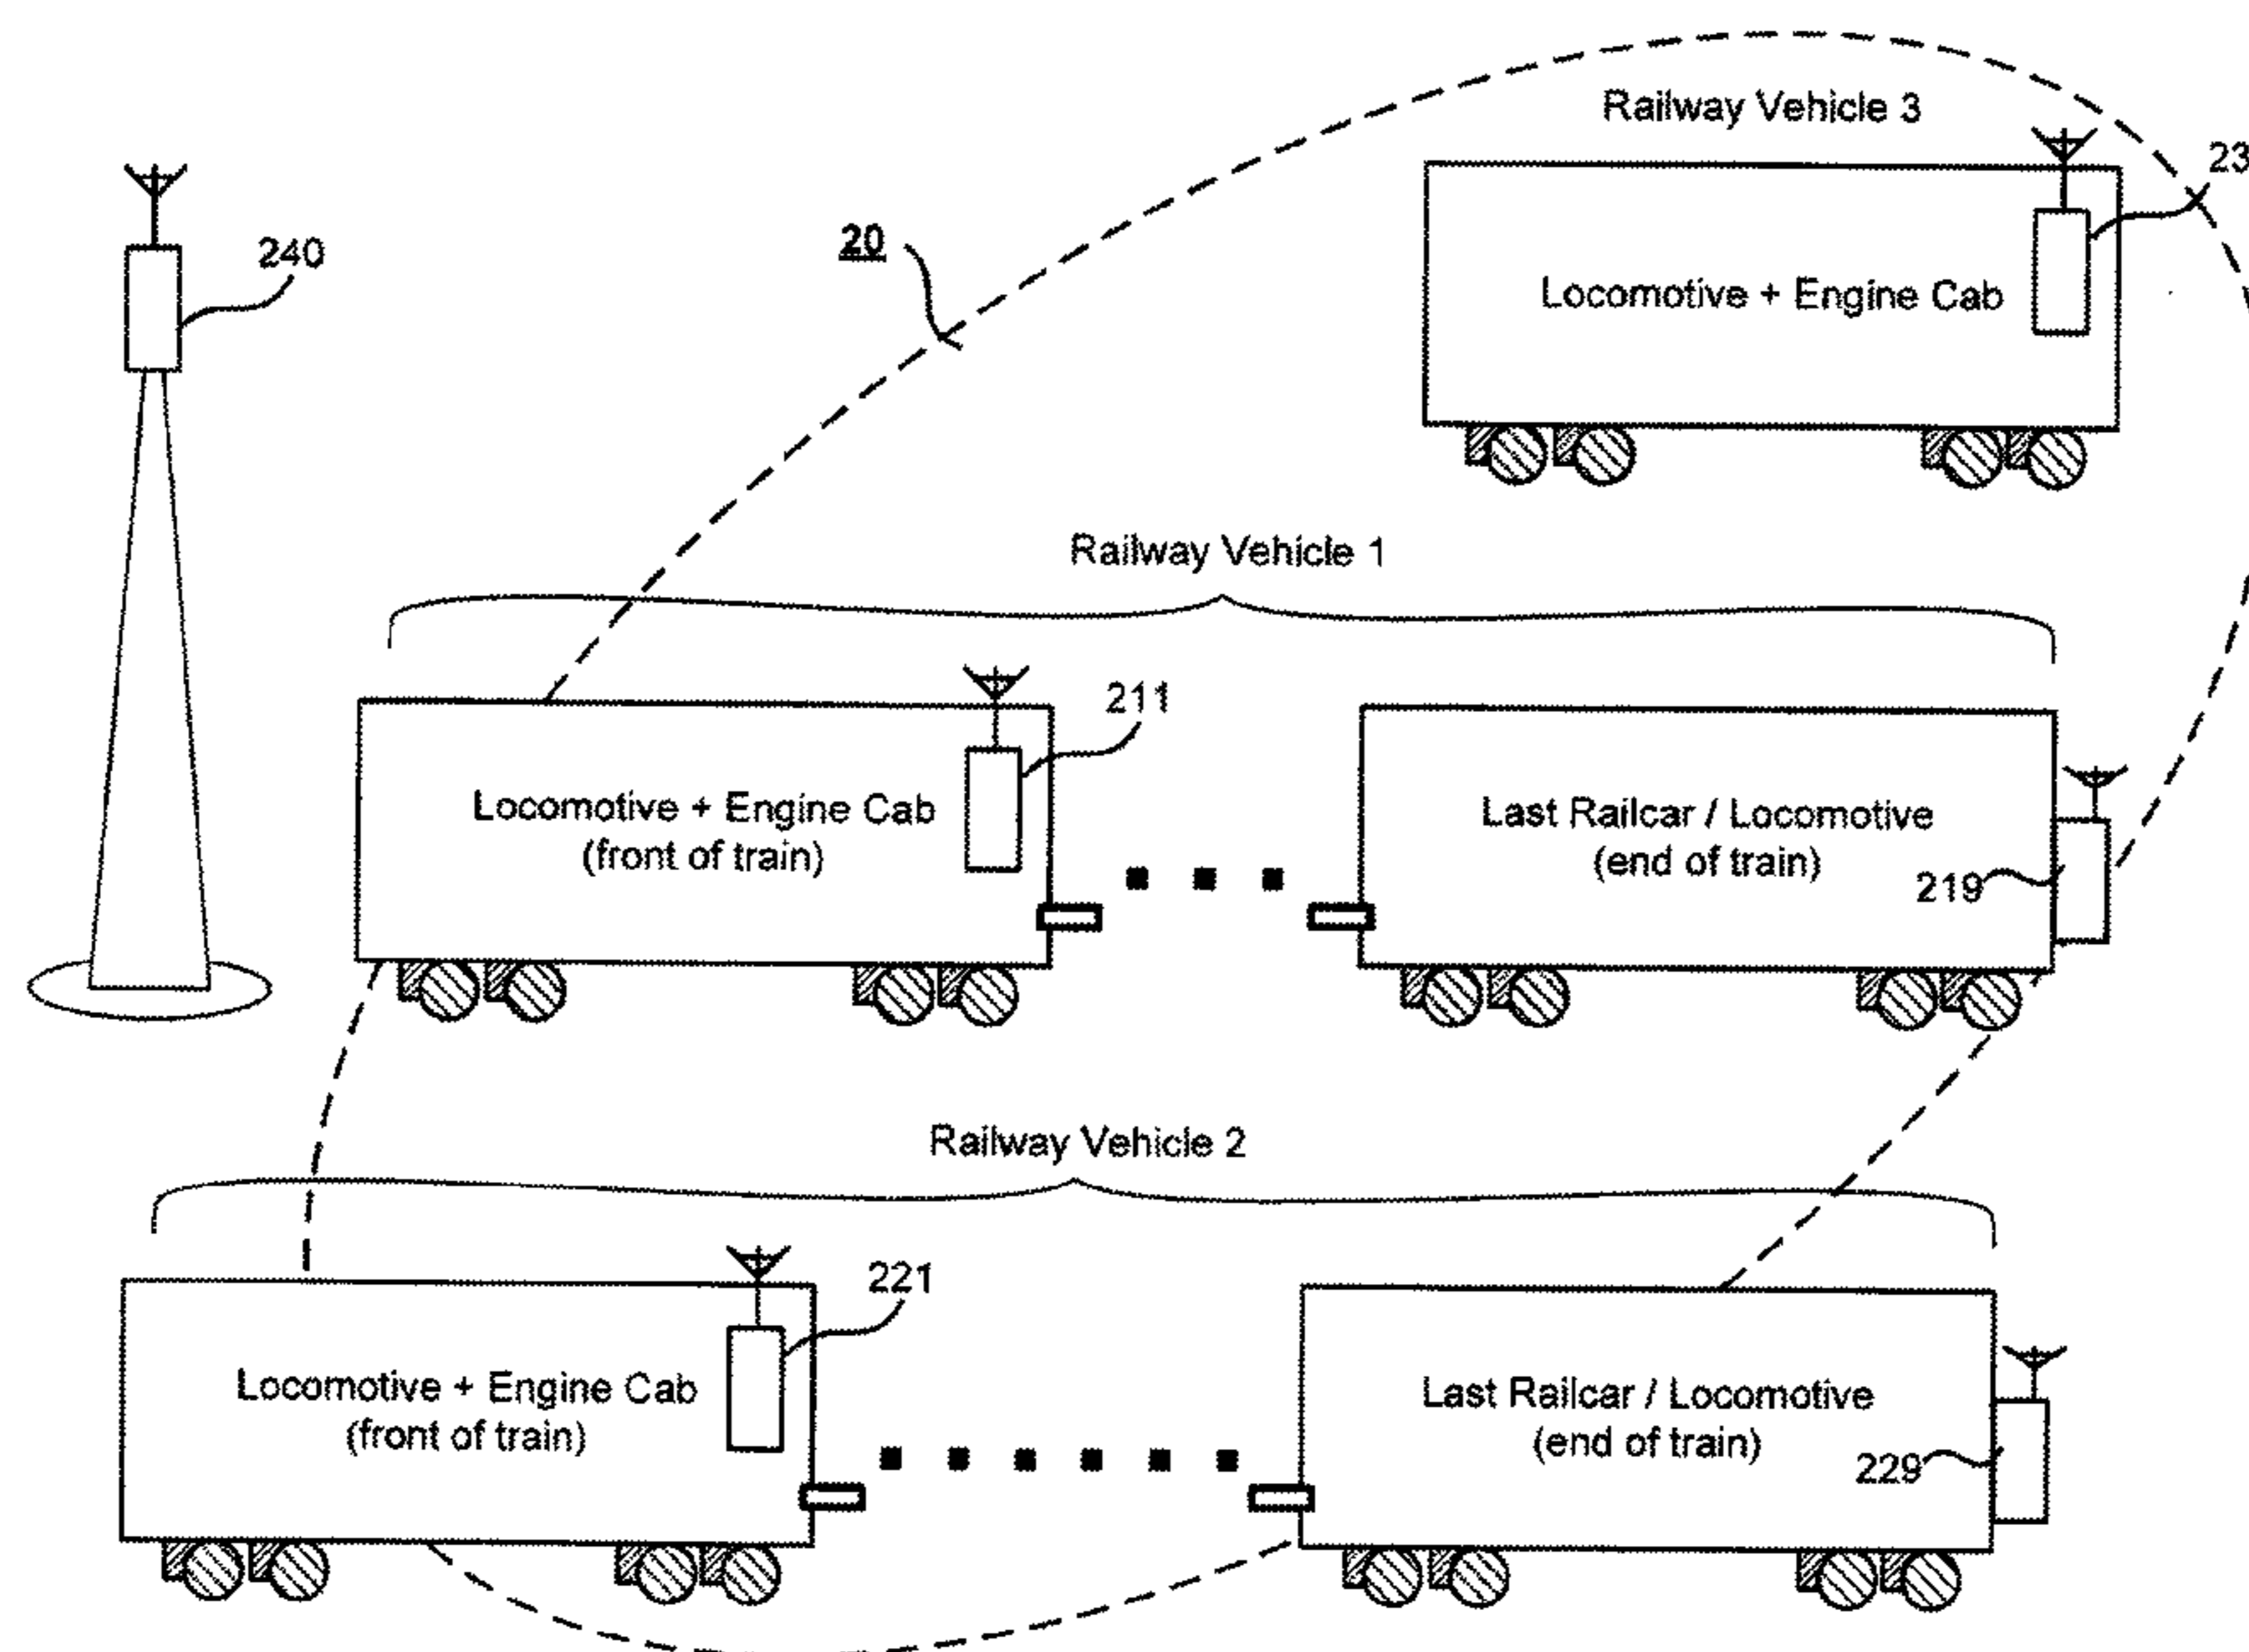 Railway Vehicle 3
23
240
20
Locomotive + Engine Cab
Railway Vehicle 1
211
Locomotive + Engine Cab
(front of train)
Last Railcar / Locomotive
(end of train)
219
Railway Vehicle 2
221
Locomotive + Engine Cab
(front of train)
Last Railcar / Locomotive
(end of train)
229